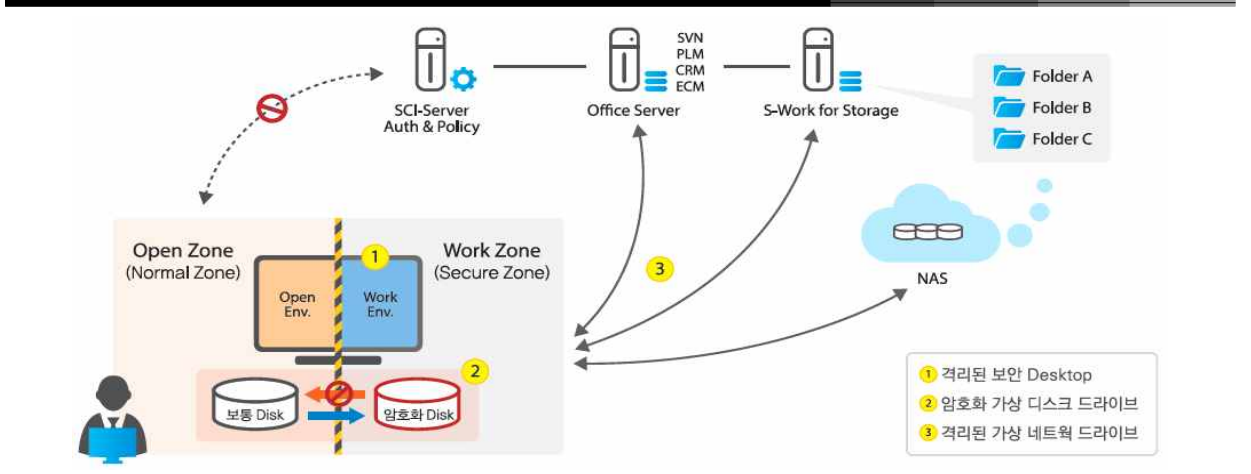 SVN
PLM
CRM
ECM
SCI-Server
Auth & Policy
Office Server
S-Work for Storage
Folder A
Folder B
Folder C
Open Zone
(Normal Zone)
1
Work Zone
(Secure Zone)
Open
Env.
Work
Env.
3
NAS
2
보통 Disk
암호화 Disk
1 격리된 보안 Desktop
2 암호화 가상 디스크 드라이브
3 격리된 가상 네트웍 드라이브